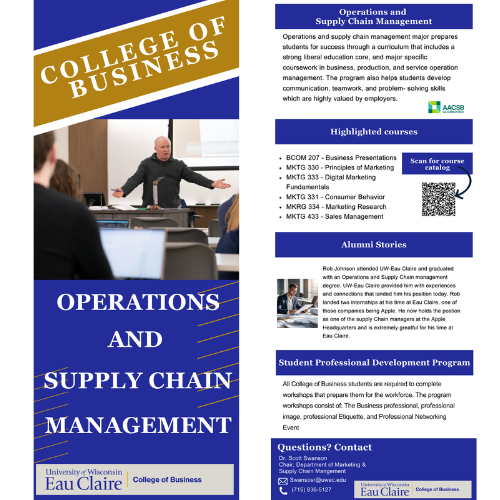 COLLEGE OF
BUSINESS
OPERATIONS
AND
SUPPLY CHAIN
MANAGEMENT
University of Wisconsin
Eau Claire
College of Business
Operations and
Supply Chain Management
Operations and supply chain management major prepares
students for success through a curriculum that includes a
strong liberal education core, and major specific
coursework in business, production, and service operation
management. The program also helps students develop
communication, teamwork, and problem- solving skills
which are highly valued by employers.
AACSB
ACCREDITED
Highlighted courses
• BCOM 207 - Business Presentations
• MKTG 330 - Principles of Marketing
• MKTG 333 - Digital Marketing
Fundamentals
• MKTG 331 - Consumer Behavior
• MKRG 334 - Marketing Research
• MKTG 433 - Sales Management
Scan for course
catalog
Alumni Stories
Rob Johnson attended UW-Eau Claire and graduated
with an Operations and Supply Chain management
degree. UW-Eau Claire provided him with experiences
and connections that landed him his position today. Rob
landed two internships at his time at Eau Claire, one of
those companies being Apple. He now holds the position
as one of the supply Chain managers at the Apple
Headquarters and is extremely greatful for his time at
Eau Claire.
Student Professional Development Program
All College of Business students are required to complete
workshops that prepare them for the workforce. The program
workshops consist of: The Business professional, professional
image, professional Etiquette, and Professional Networking
Event
Questions? Contact
Dr. Scott Swanson
Chair, Department of Marketing &
Supply Chain Mangement
Swansosr@uwec.edu
(715) 836-5127
University of Wisconsin
Eau Claire
College of Business